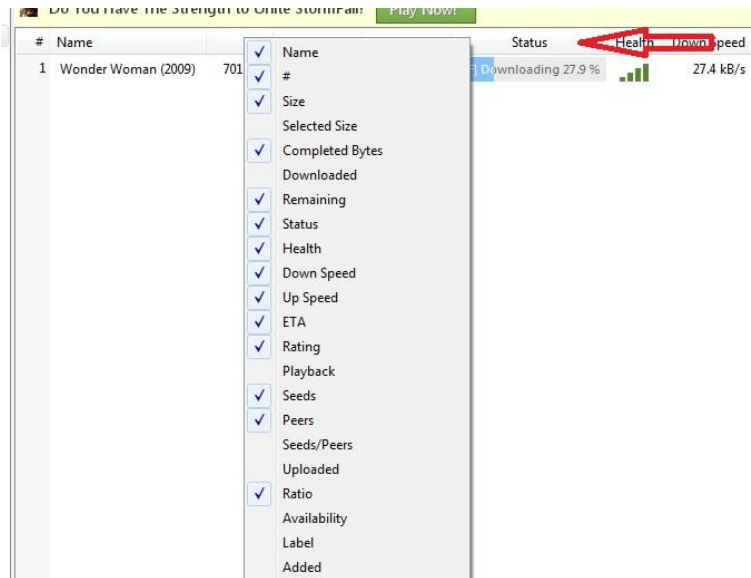 Do You Have The Strength to Unite Stormfall? Play Now!
# Name Status Health Down Speed
1 Wonder Woman (2009) 701 Downloading 27.9 % 27.4 kB/s
Name
#
Size
Selected Size
Completed Bytes
Downloaded
Remaining
Status
Health
Down Speed
Up Speed
ETA
Rating
Playback
Seeds
Peers
Seeds/Peers
Uploaded
Ratio
Availability
Label
Added